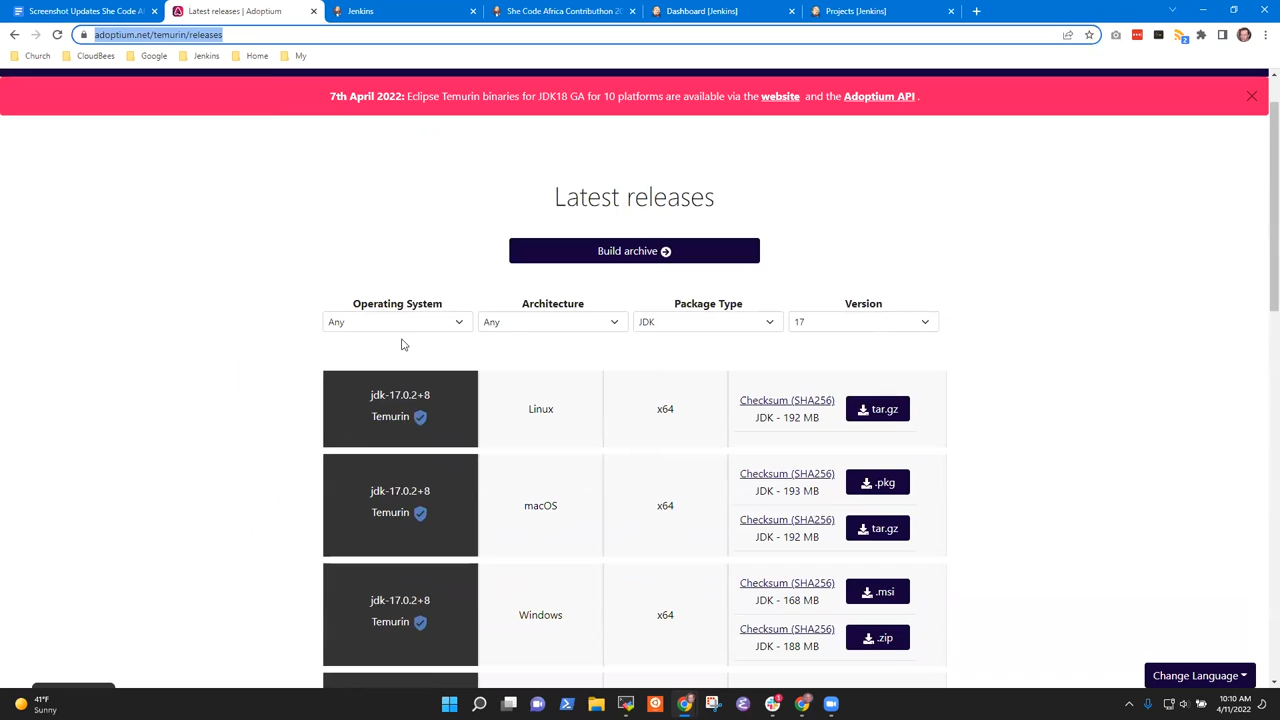 Screenshot Updates She Code Af
Latest releases | Adoptium
Jenkins
She Code Africa Contributhon 20
Dashboard [Jenkins]
Projects [Jenkins]
adoptium.net/temurin/releases
Church
CloudBees
Google
Jenkins
Home
My
7th April 2022: Eclipse Temurin binaries for JDK18 GA for 10 platforms are available via the website and the Adoptium API .
Latest releases
Build archive
Operating System
Architecture
Package Type
Version
Any
Any
JDK
17
jdk-17.0.2+8
Temurin
Linux
x64
Checksum (SHA256)
JDK - 192 MB
tar.gz
jdk-17.0.2+8
Temurin
macOS
x64
Checksum (SHA256)
JDK - 193 MB
.pkg
Checksum (SHA256)
JDK - 192 MB
tar.gz
jdk-17.0.2+8
Temurin
Windows
x64
Checksum (SHA256)
JDK - 168 MB
.msi
Checksum (SHA256)
JDK - 188 MB
.zip
Change Language
41°F
Sunny
10:10 AM
4/11/2022